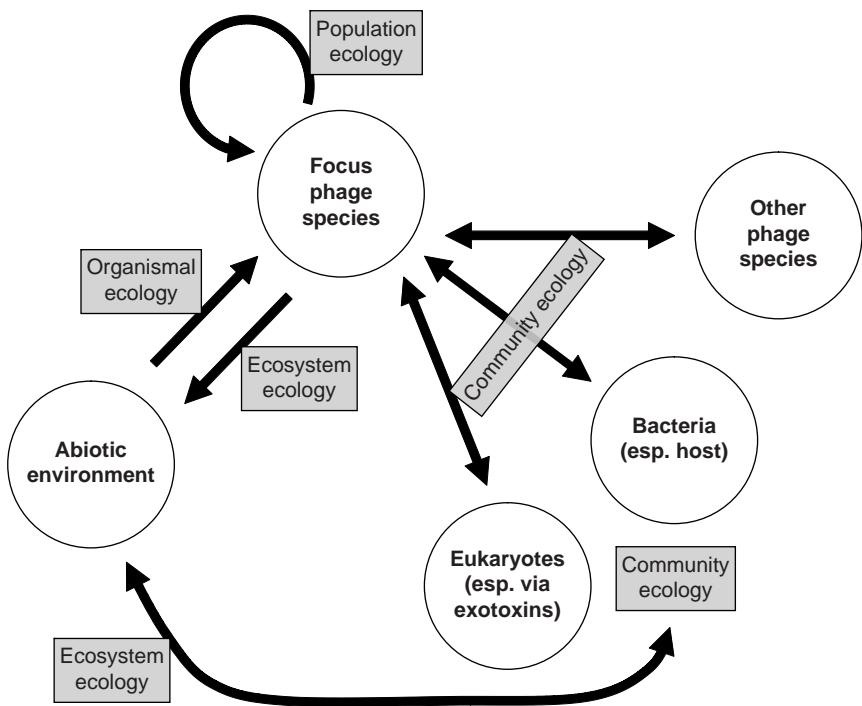 Population
ecology
Focus
phage
species
Other
phage
species
Organismal
ecology
Community ecology
Ecosystem
ecology
Abiotic
environment
Bacteria
(esp. host)
Eukaryotes
(esp. via
exotoxins)
Community
ecology
Ecosystem
ecology